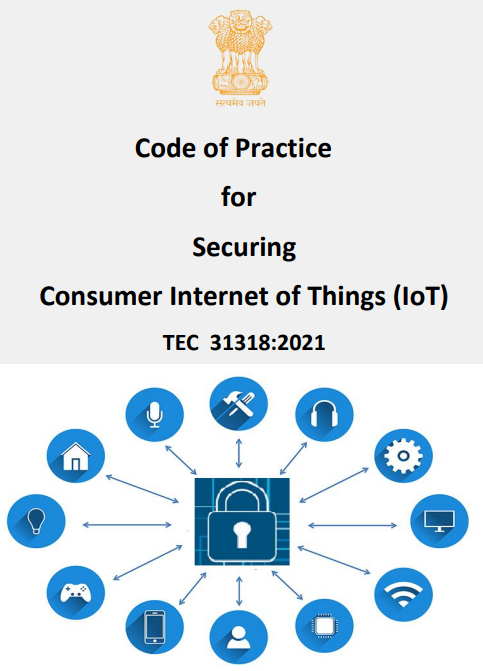 सत्यमेव जयते
Code of Practice
for
Securing
Consumer Internet of Things (IoT)
TEC 31318:2021